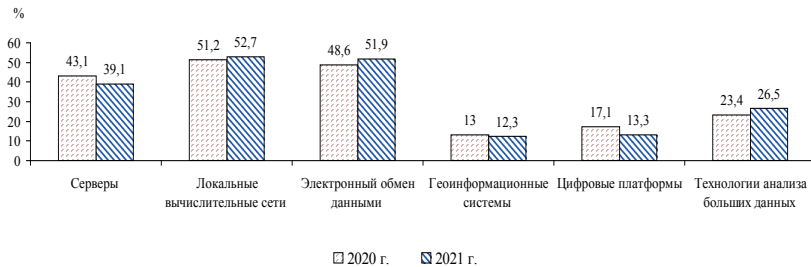 %
60
50
40
30
20
10
0
43,1
39,1
51,2
52,7
48,6
51,9
13
12,3
17,1
13,3
23,4
26,5
Серверы
Локальные
вычислительные сети
Электронный обмен
данными
Геоинформационные
системы
Цифровые платформы
Технологии анализа
больших данных
2020 г.
2021 г.